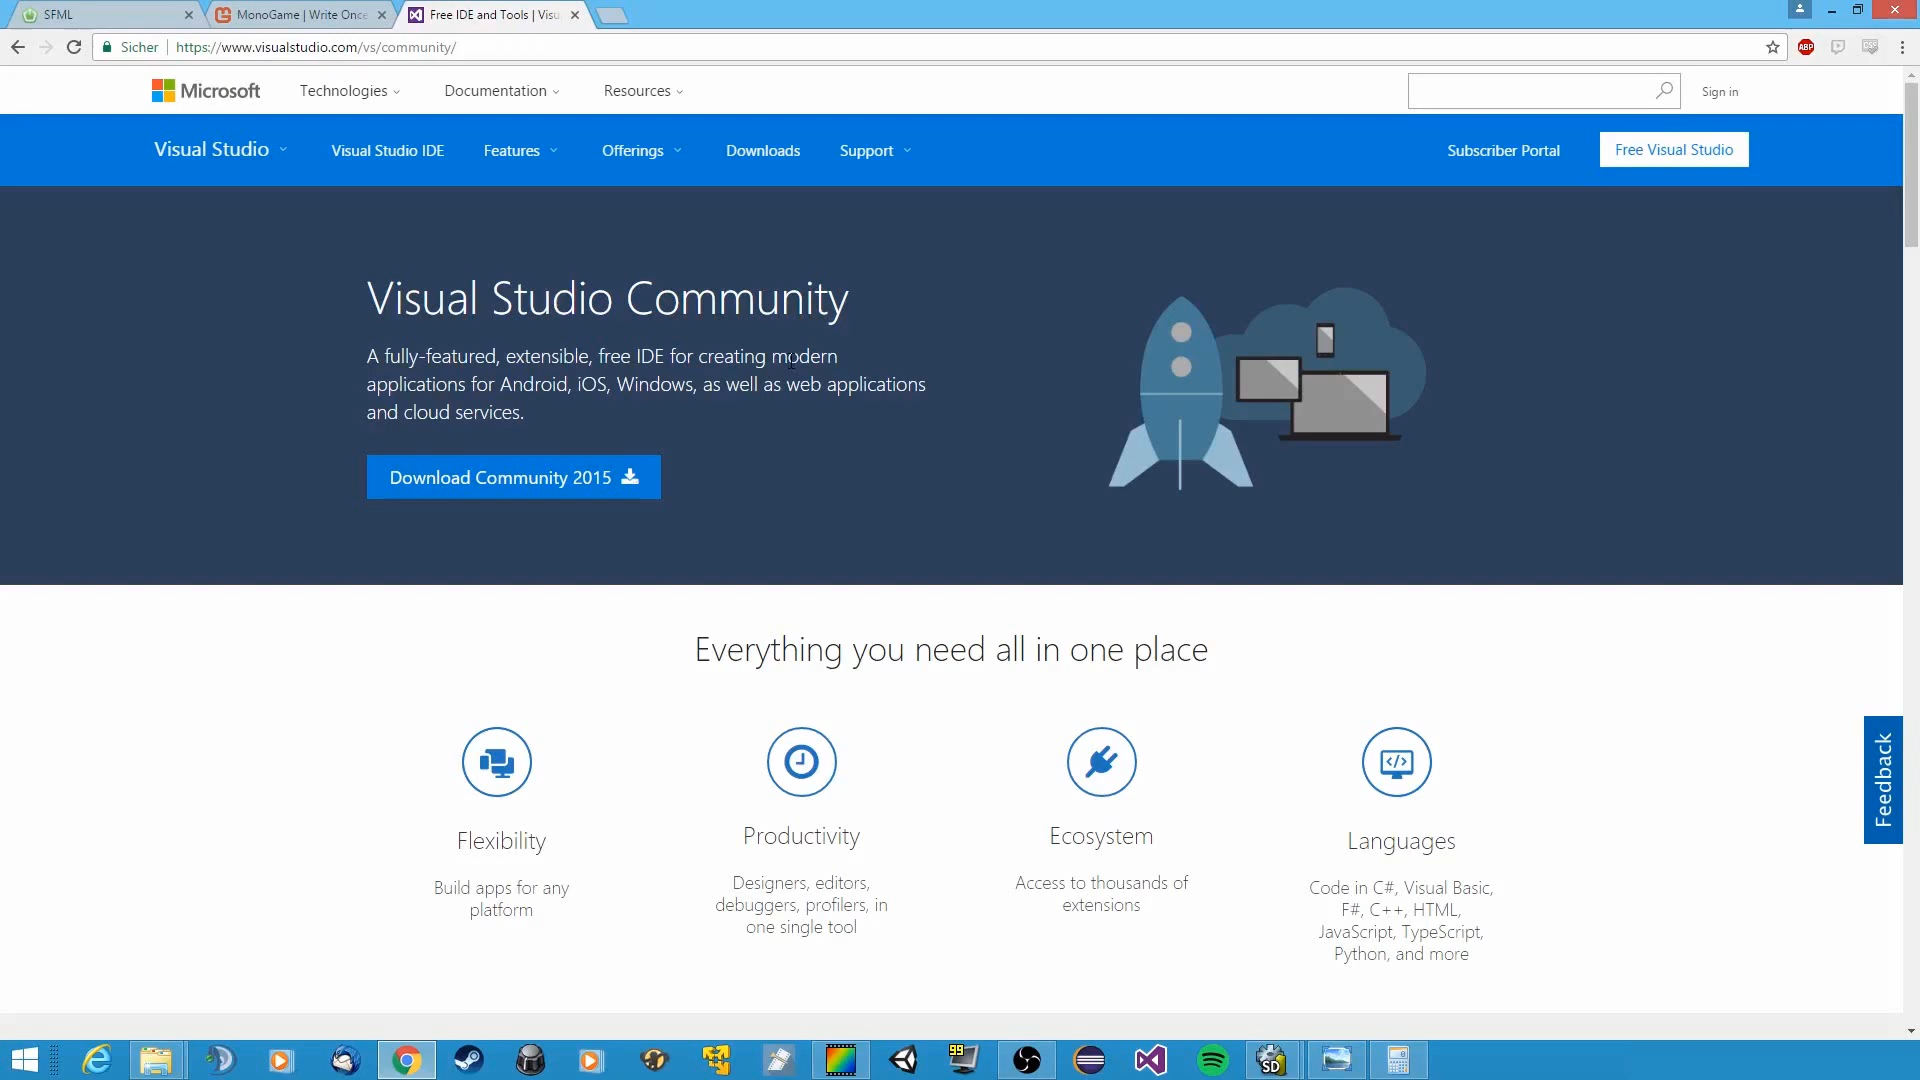 SFML
MonoGame | Write Once
Free IDE and Tools | Visu
Sicher
https://www.visualstudio.com/vs/community/
ABP
CSS
Microsoft
Technologies
Documentation
Resources
Sign in
Visual Studio
Visual Studio IDE
Features
Offerings
Downloads
Support
Subscriber Portal
Free Visual Studio
Visual Studio Community
A fully-featured, extensible, free IDE for creating modern
applications for Android, iOS, Windows, as well as web applications
and cloud services.
Download Community 2015
Everything you need all in one place
Flexibility
Build apps for any
platform
Productivity
Designers, editors,
debuggers, profilers, in
one single tool
Ecosystem
Access to thousands of
extensions
Languages
Code in C#, Visual Basic,
F#, C++, HTML,
JavaScript, TypeScript,
Python, and more
Feedback
99
SD